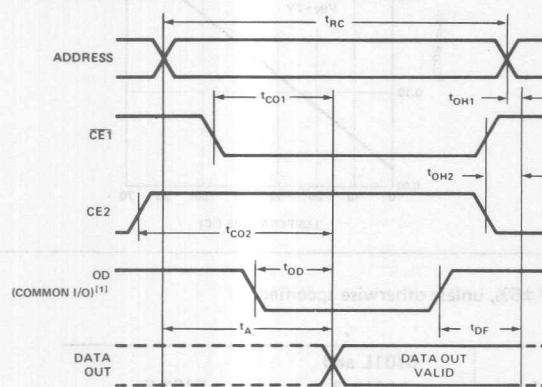 tRC
ADDRESS
tCO1
tOH1
CE1
tOH2
CE2
tCO2
OD
tOD
(COMMON I/O)[1]
tA
tDF
DATA
OUT
DATA OUT
VALID